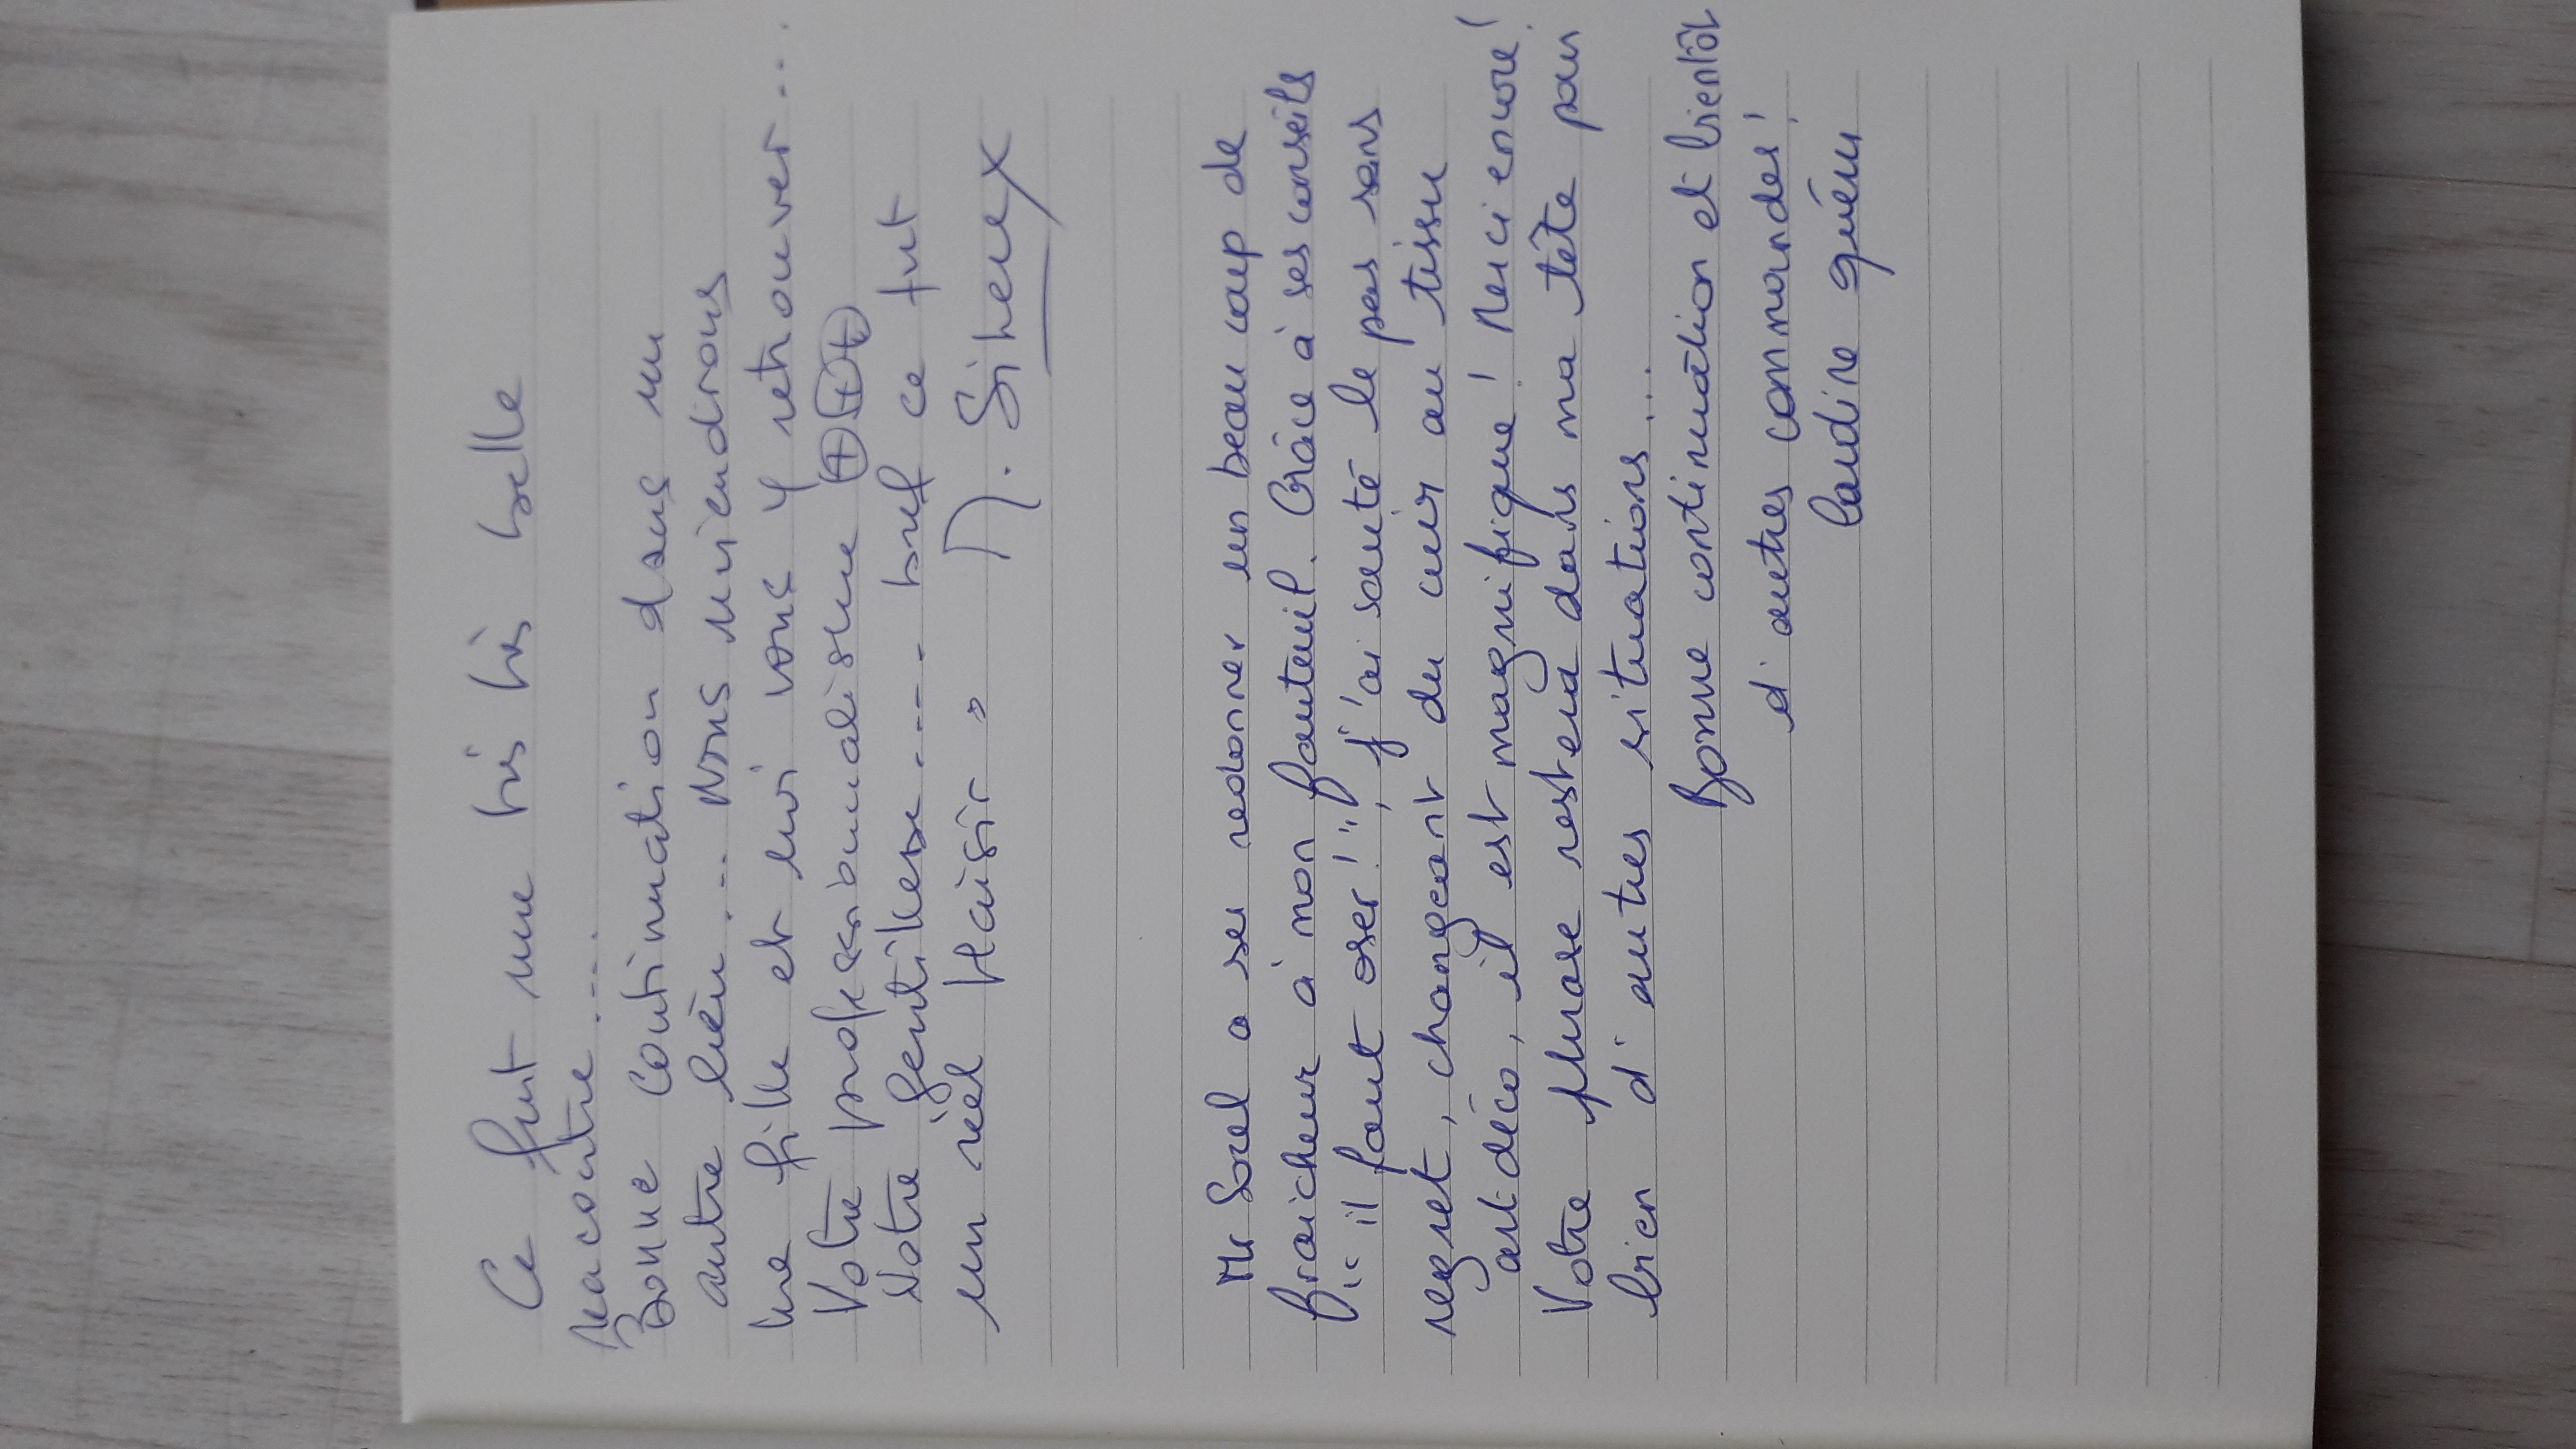 Ce fut une très très belle
rencontre....
Bonne continuation dans un
autre lieu... Nous viendrons
ma fille et moi vous y retrouver...
Votre professionnalisme +++
Votre gentillesse.... bref ce fut
un réel plaisir.
Mr Sorel a su redonner un beau coup de
fraicheur à mon fauteuil. Grâce à ses conseils
"il faut oser!", j'ai sauté le pas sans
regret, changeant du cuir au tissu
art-déco, il est magnifique! Merci encore!
Votre phrase restera dans ma tête pour
bien d'autres situations...
Bonne continuation et bientôt
d'autres commandes!